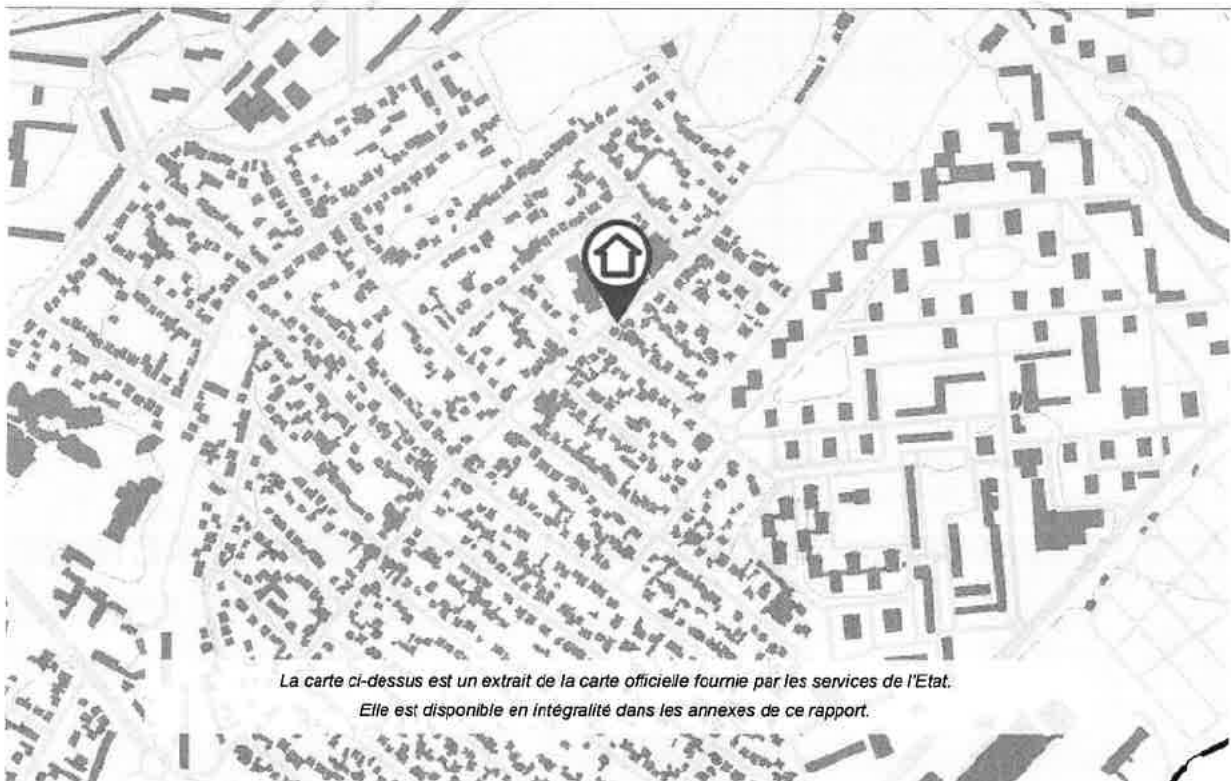 La carte ci-dessus est un extrait de la carte officielle fournie par les services de l'Etat.
Elle est disponible en intégralité dans les annexes de ce rapport.